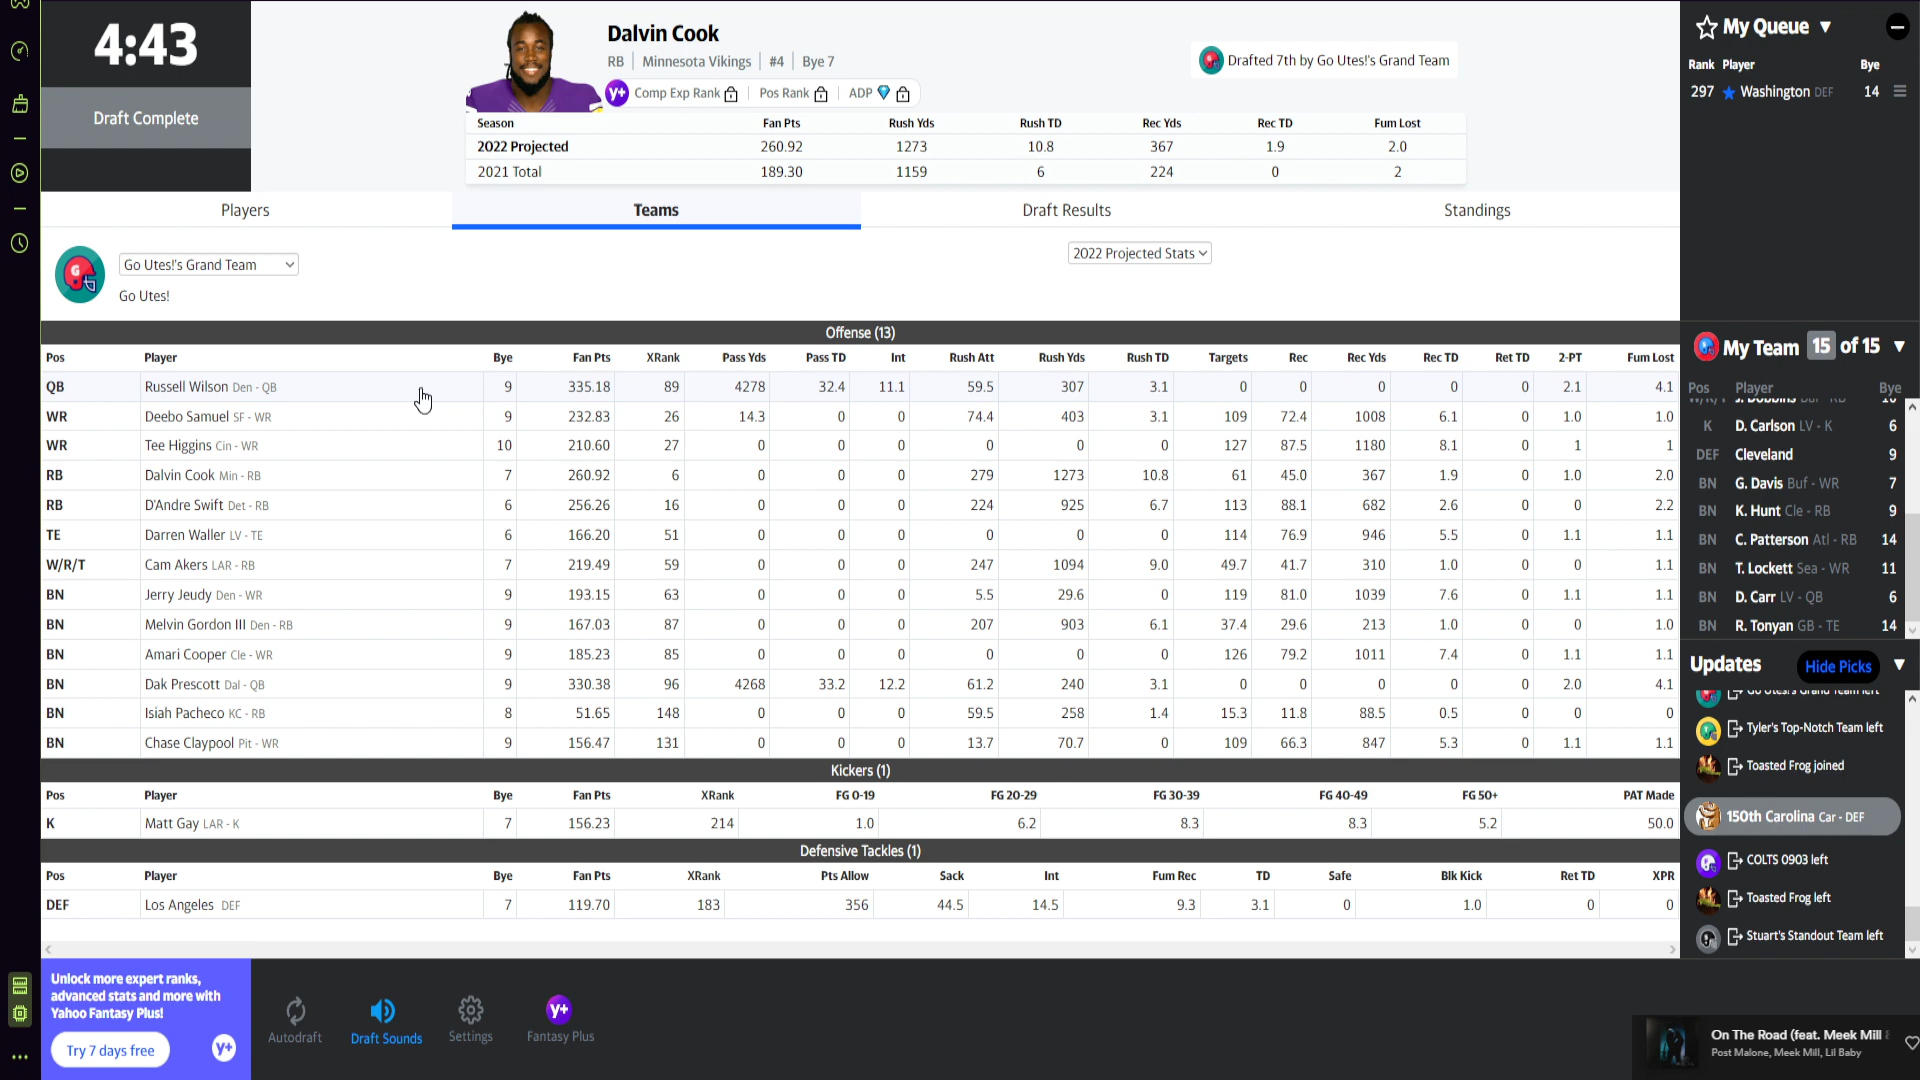 4:43
Draft Complete
Dalvin Cook
RB | Minnesota Vikings | #4 | Bye 7
Y+ Comp Exp Rank | Pos Rank | ADP
Drafted 7th by Go Utes!'s Grand Team
Season Fan Pts Rush Yds Rush TD Rec Yds Rec TD Fum Lost
2022 Projected 260.92 1273 10.8 367 1.9 2.0
2021 Total 189.30 1159 6 224 0 2
Players Teams Draft Results Standings
Go Utes!'s Grand Team
Go Utes!
2022 Projected Stats
Offense (13)
Pos Player Bye Fan Pts XRank Pass Yds Pass TD Int Rush Att Rush Yds Rush TD Targets Rec Rec Yds Rec TD Ret TD 2-PT Fum Lost
QB Russell Wilson Den - QB 9 335.18 89 4278 32.4 11.1 59.5 307 3.1 0 0 0 0 0 2.1 4.1
WR Deebo Samuel SF - WR 9 232.83 26 14.3 0 0 74.4 403 3.1 109 72.4 1008 6.1 0 1.0 1.0
WR Tee Higgins Cin - WR 10 210.60 27 0 0 0 0 0 0 127 87.5 1180 8.1 0 1 1
RB Dalvin Cook Min - RB 7 260.92 6 0 0 0 279 1273 10.8 61 45.0 367 1.9 0 1.0 2.0
RB D'Andre Swift Det - RB 6 256.26 16 0 0 0 224 925 6.7 113 88.1 682 2.6 0 0 2.2
TE Darren Waller LV - TE 6 166.20 51 0 0 0 0 0 0 114 76.9 946 5.5 0 1.1 1.1
W/R/T Cam Akers LAR - RB 7 219.49 59 0 0 0 247 1094 9.0 49.7 41.7 310 1.0 0 0 1.1
BN Jerry Jeudy Den - WR 9 193.15 63 0 0 0 5.5 29.6 0 119 81.0 1039 7.6 0 1.1 1.1
BN Melvin Gordon III Den - RB 9 167.03 87 0 0 0 207 903 6.1 37.4 29.6 213 1.0 0 0 1.0
BN Amari Cooper Cle - WR 9 185.23 85 0 0 0 0 0 0 126 79.2 1011 7.4 0 1.1 1.1
BN Dak Prescott Dal - QB 9 330.38 96 4268 33.2 12.2 61.2 240 3.1 0 0 0 0 0 2.0 4.1
BN Isiah Pacheco KC - RB 8 51.65 148 0 0 0 59.5 258 1.4 15.3 11.8 88.5 0.5 0 0 0
BN Chase Claypool Pit - WR 9 156.47 131 0 0 0 13.7 70.7 0 109 66.3 847 5.3 0 1.1 1.1
Kickers (1)
Pos Player Bye Fan Pts XRank FG 0-19 FG 20-29 FG 30-39 FG 40-49 FG 50+ PAT Made
K Matt Gay LAR - K 7 156.23 214 1.0 6.2 8.3 8.3 5.2 50.0
Defensive Tackles (1)
Pos Player Bye Fan Pts XRank Pts Allow Sack Int Fum Rec TD Safe Blk Kick Ret TD XPR
DEF Los Angeles DEF 7 119.70 183 356 44.5 14.5 9.3 3.1 0 1.0 0 0
Unlock more expert ranks,
advanced stats and more with
Yahoo Fantasy Plus!
Try 7 days free
Y+
Autodraft
Draft Sounds
Settings
Y+
Fantasy Plus
My Queue
Rank Player Bye
297 Washington DEF 14
My Team 15 of 15
Pos Player Bye
W/R/T J. Dobbins Bal - RB 10
K D. Carlson LV - K 6
DEF Cleveland 9
BN G. Davis Buf - WR 7
BN K. Hunt Cle - RB 9
BN C. Patterson Atl - RB 14
BN T. Lockett Sea - WR 11
BN D. Carr LV - QB 6
BN R. Tonyan GB - TE 14
Updates Hide Picks
Go Utes!'s Grand Team left
Tyler's Top-Notch Team left
Toasted Frog joined
150th Carolina Car - DEF
COLTS 0903 left
Toasted Frog left
Stuart's Standout Team left
On The Road (feat. Meek Mill &
Post Malone, Meek Mill, Lil Baby